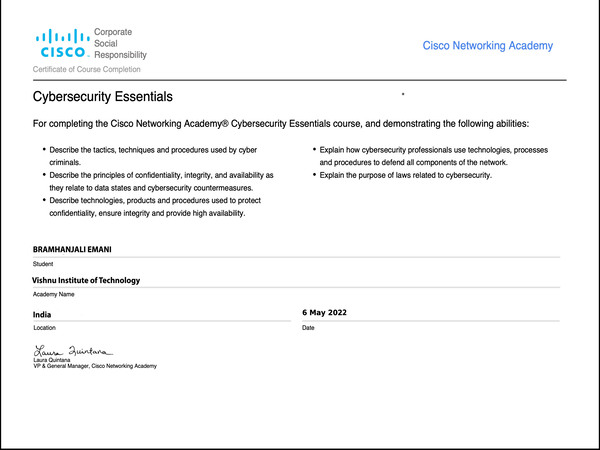 Corporate
Social
Responsibility
CISCO
Cisco Networking Academy
Certificate of Course Completion
Cybersecurity Essentials
For completing the Cisco Networking Academy® Cybersecurity Essentials course, and demonstrating the following abilities:
• Describe the tactics, techniques and procedures used by cyber
criminals.
• Describe the principles of confidentiality, integrity, and availability as
they relate to data states and cybersecurity countermeasures.
• Describe technologies, products and procedures used to protect
confidentiality, ensure integrity and provide high availability.
• Explain how cybersecurity professionals use technologies, processes
and procedures to defend all components of the network.
• Explain the purpose of laws related to cybersecurity.
BRAMHANJALI EMANI
Student
Vishnu Institute of Technology
Academy Name
India
Location
6 May 2022
Date
Laura Quintana
Laura Quintana
VP & General Manager, Cisco Networking Academy